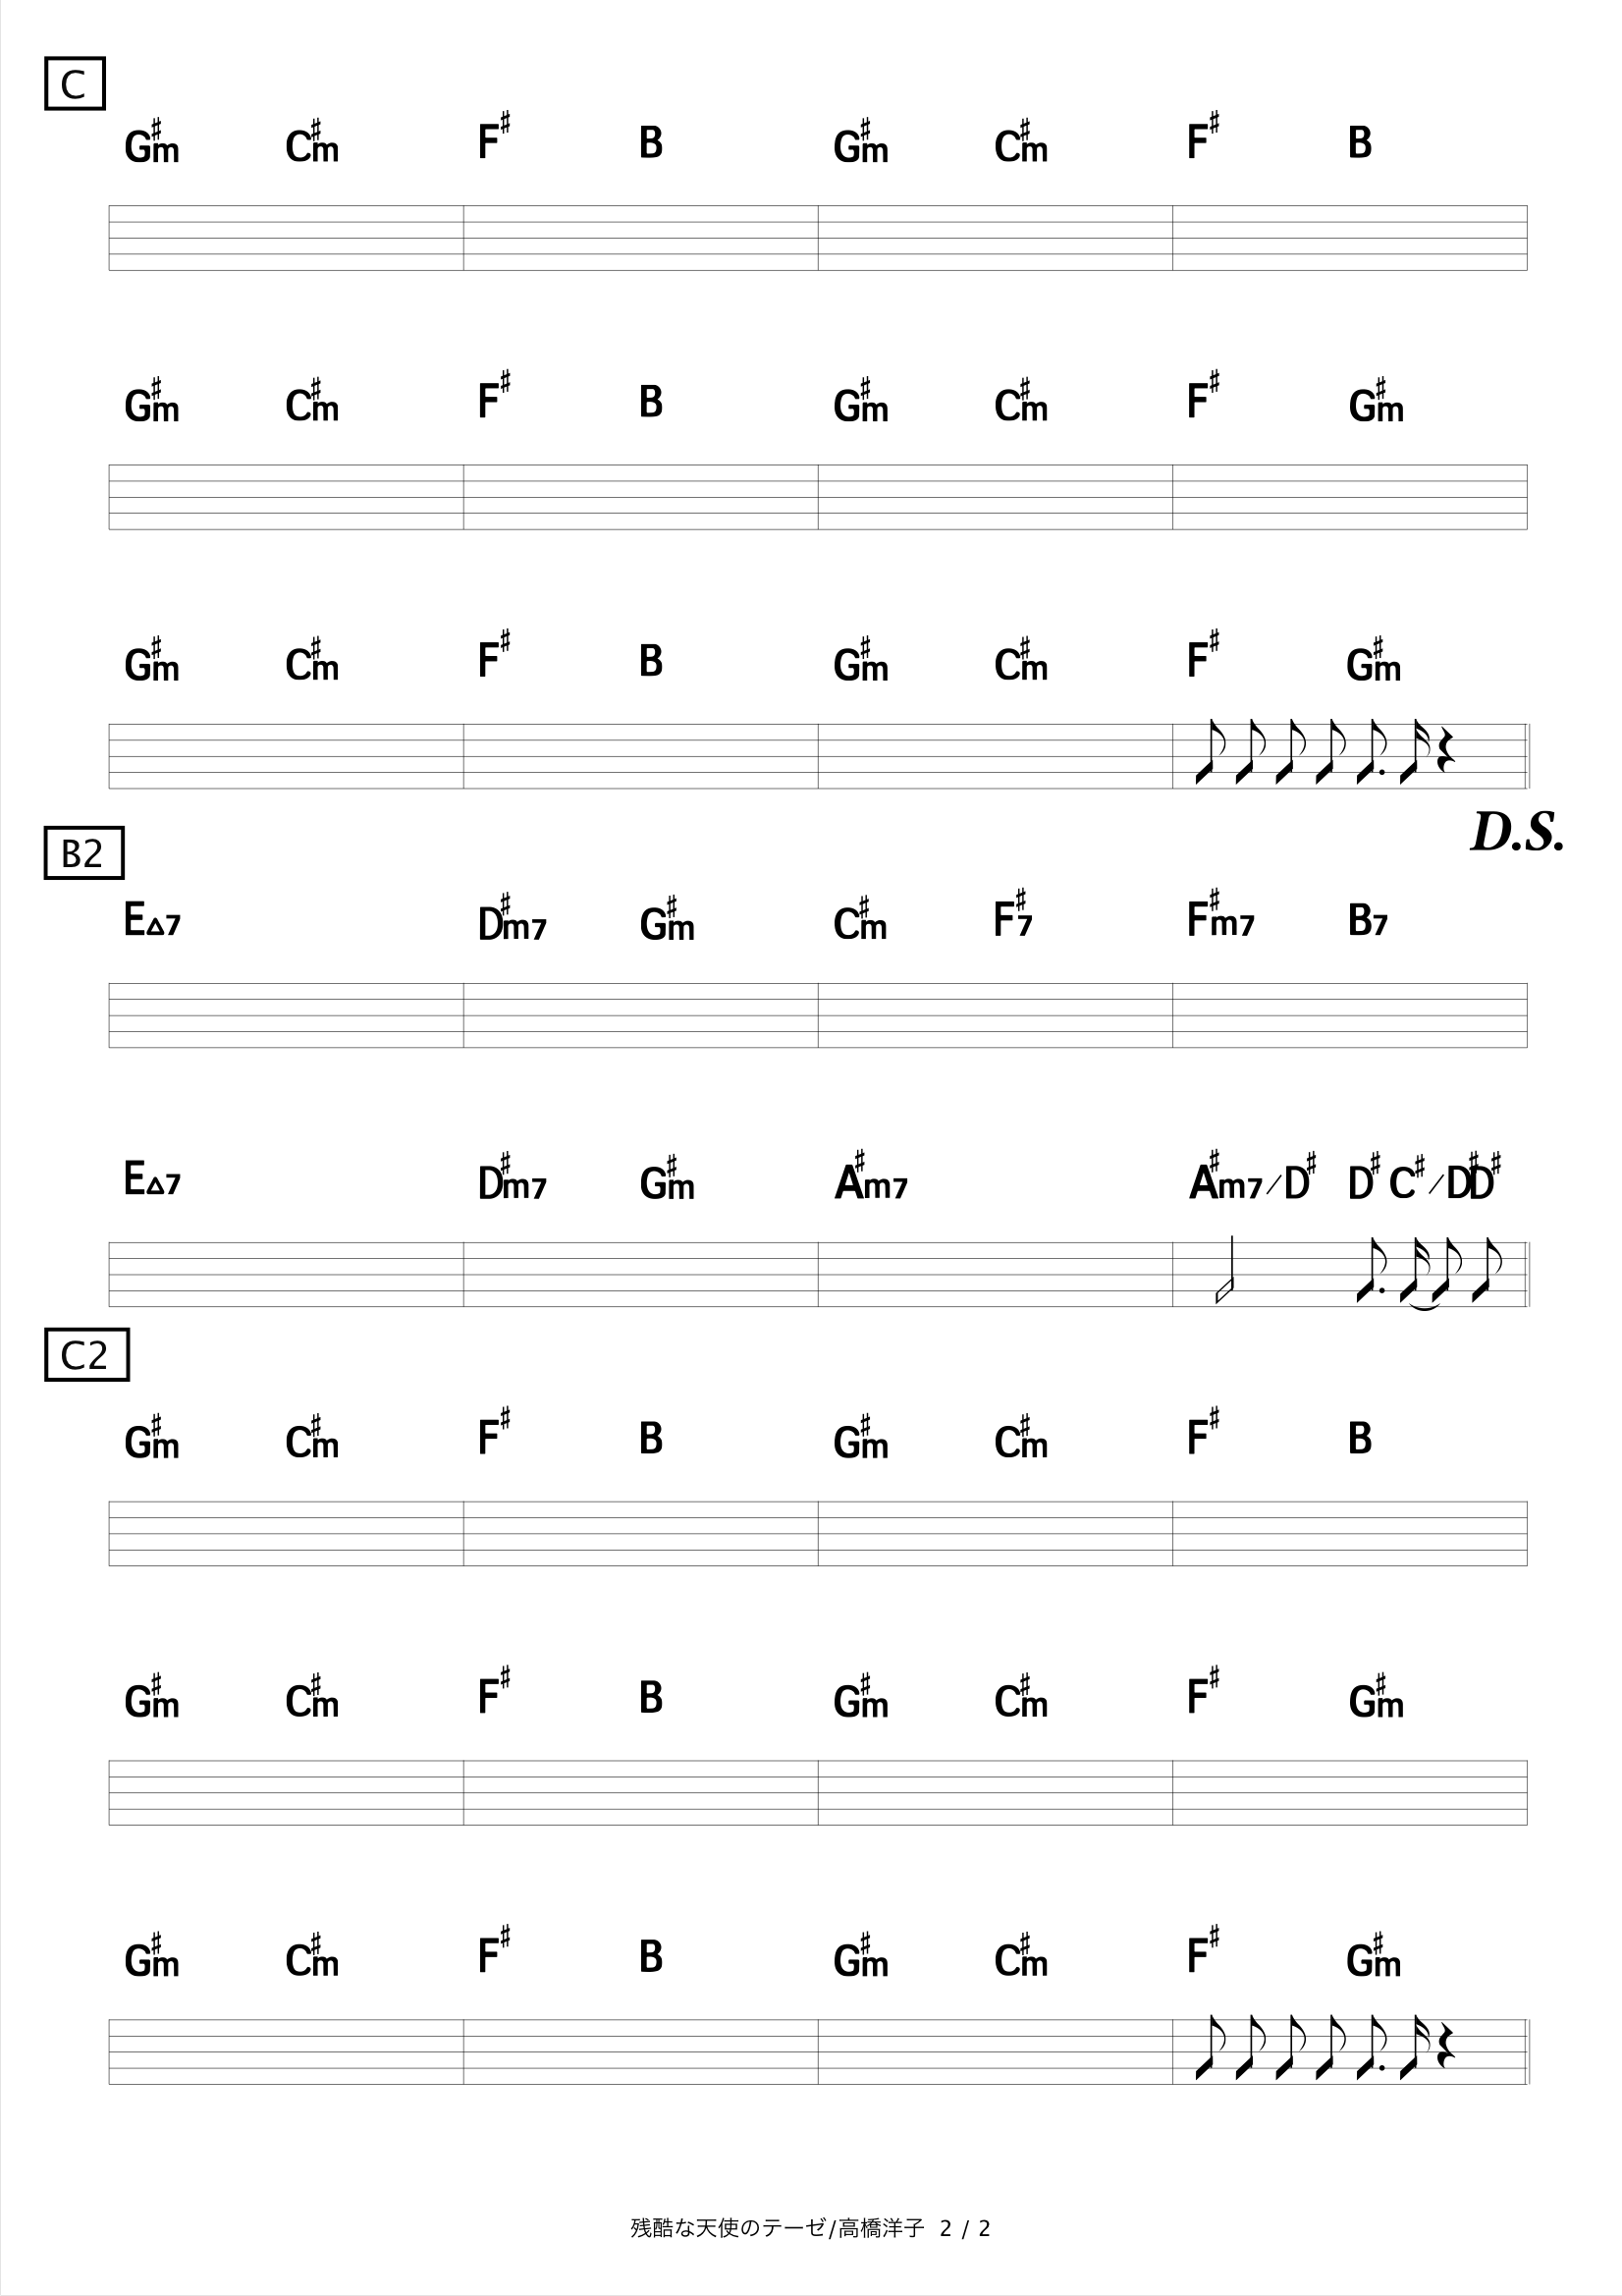 C
G♯m C♯m F♯ B G♯m C♯m F♯ B
G♯m C♯m F♯ B G♯m C♯m F♯ G♯m
G♯m C♯m F♯ B G♯m C♯m F♯ G♯m
D.S.
B2
E△7 D♯m7 G♯m C♯m F♯7 F♯m7 B7
E△7 D♯m7 G♯m A♯m7 A♯m7/D♯ D♯ C♯/D♯ D♯
C2
G♯m C♯m F♯ B G♯m C♯m F♯ B
G♯m C♯m F♯ B G♯m C♯m F♯ G♯m
G♯m C♯m F♯ B G♯m C♯m F♯ G♯m
残酷な天使のテーゼ/高橋洋子 2 / 2